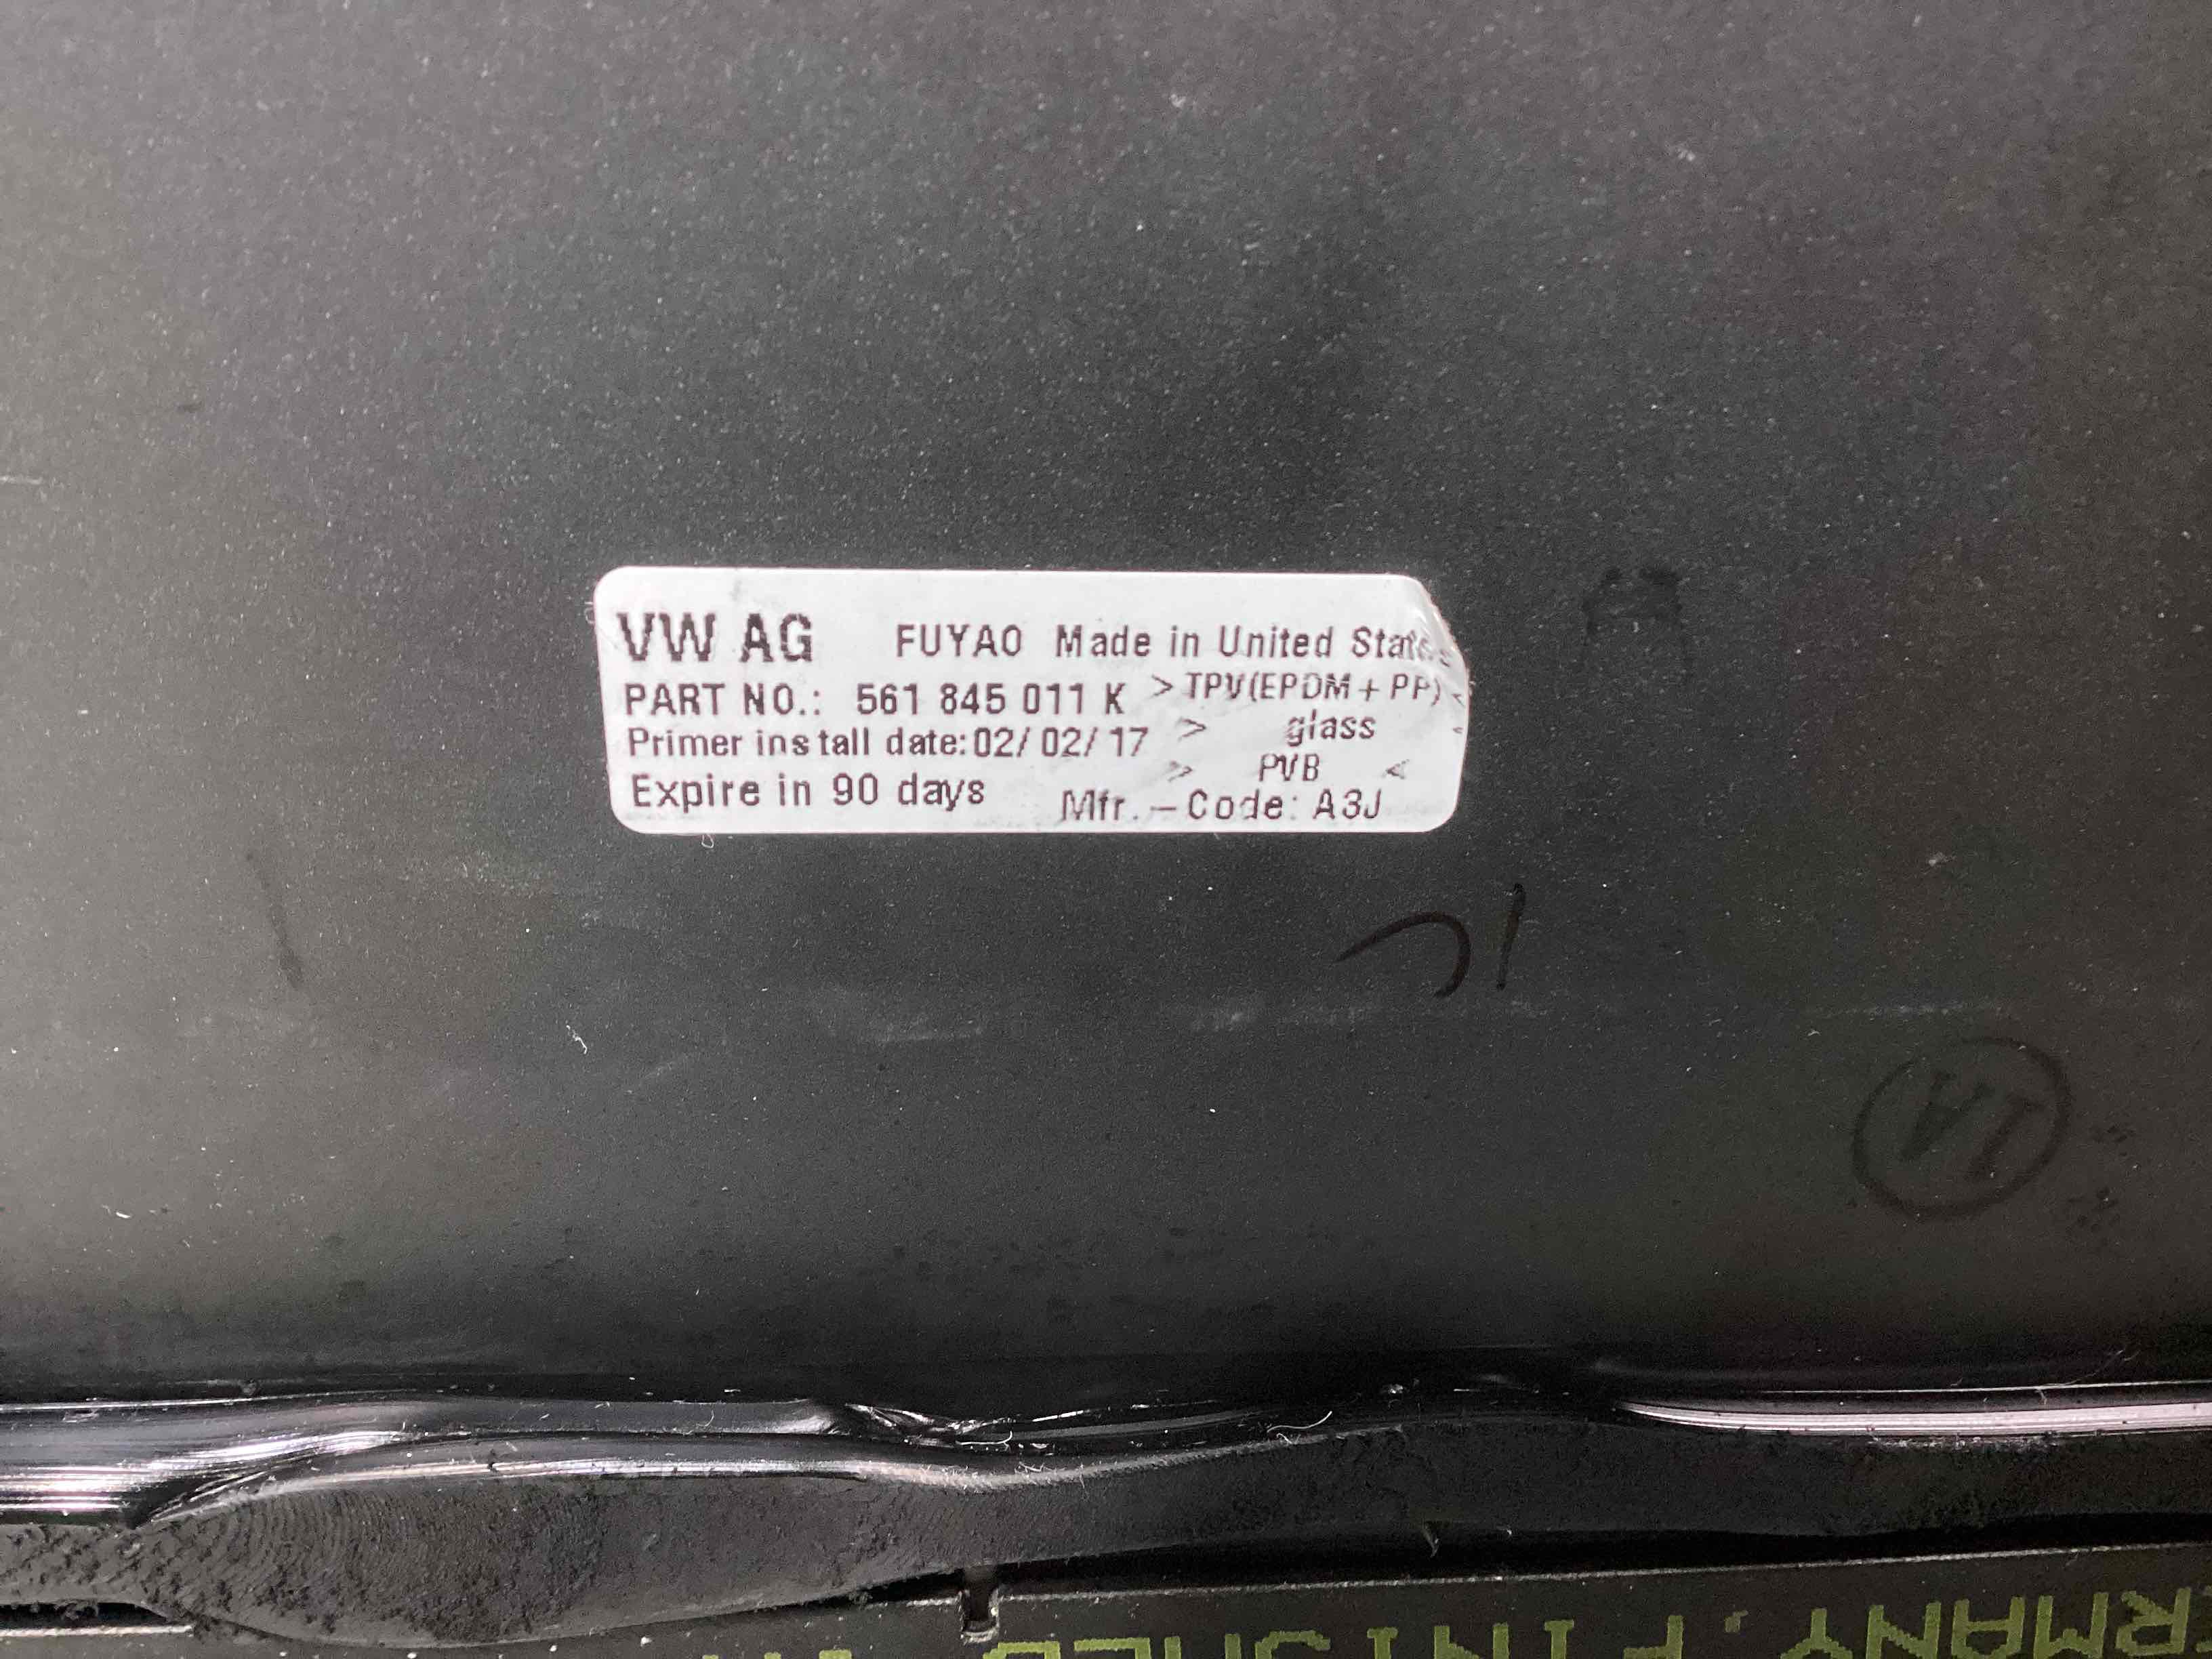 VW AG FUYAO Made in United States
PART NO.: 561 845 011 K >TPV(EPDM+PP)<
Primer install date:02/02/17 > glass <
Expire in 90 days > PVB <
Mfr.-Code: A3J
1A